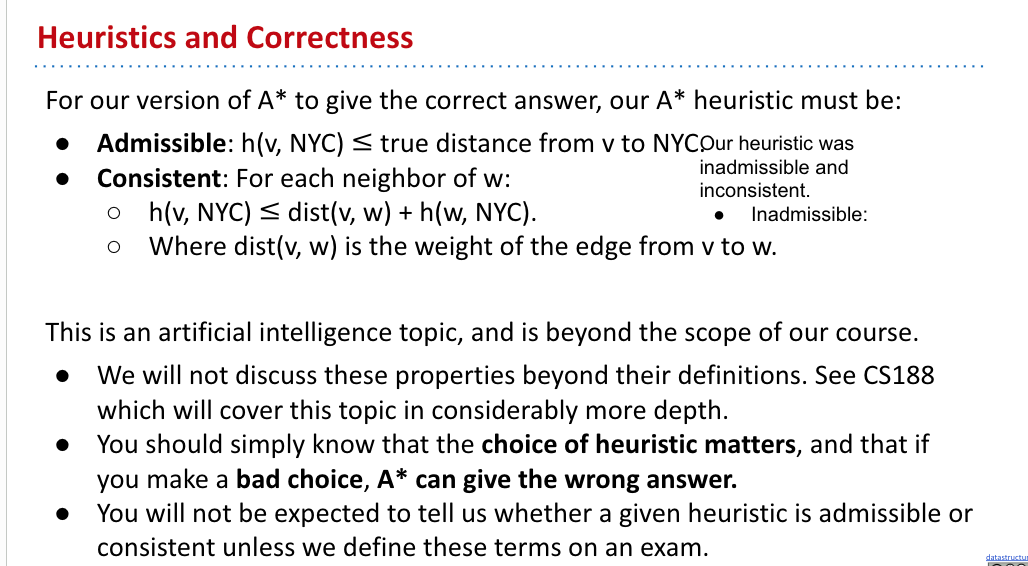 Heuristics and Correctness
For our version of A* to give the correct answer, our A* heuristic must be:
● Admissible: h(v, NYC) ≤ true distance from v to NYC.
● Consistent: For each neighbor of w:
○ h(v, NYC) ≤ dist(v, w) + h(w, NYC).
○ Where dist(v, w) is the weight of the edge from v to w.
Our heuristic was
inadmissible and
inconsistent.
● Inadmissible:
This is an artificial intelligence topic, and is beyond the scope of our course.
● We will not discuss these properties beyond their definitions. See CS188
which will cover this topic in considerably more depth.
● You should simply know that the choice of heuristic matters, and that if
you make a bad choice, A* can give the wrong answer.
● You will not be expected to tell us whether a given heuristic is admissible or
consistent unless we define these terms on an exam.
datastructur